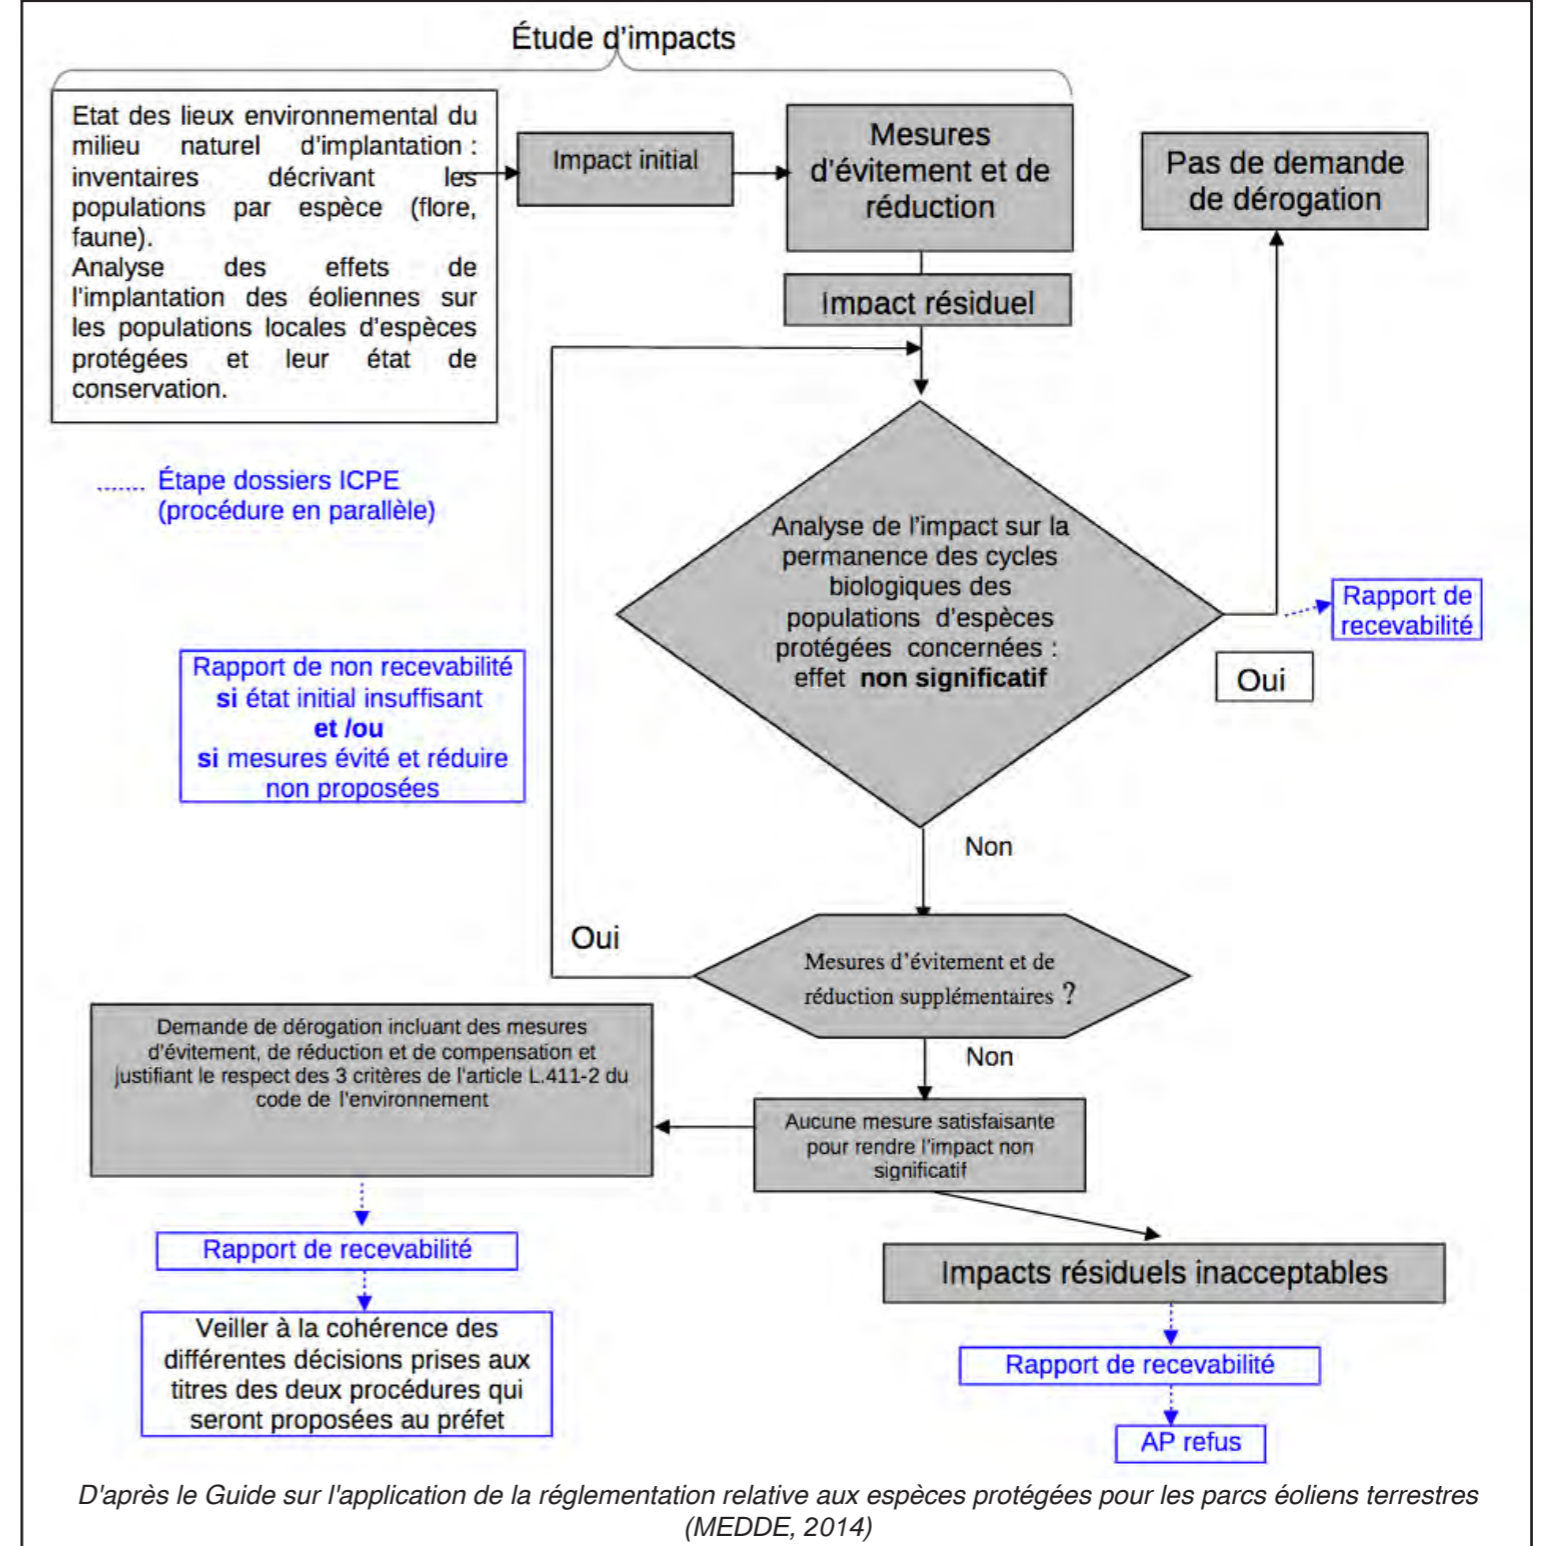 Étude d'impacts
Etat des lieux environnemental du
milieu naturel d'implantation :
inventaires décrivant les
populations par espèce (flore,
faune).
Analyse des effets de
l'implantation des éoliennes sur
les populations locales d'espèces
protégées et leur état de
conservation.
Impact initial
Mesures
d'évitement et de
réduction
Pas de demande
de dérogation
Impact résiduel
....... Étape dossiers ICPE
(procédure en parallèle)
Analyse de l'impact sur la
permanence des cycles
biologiques des
populations d'espèces
protégées concernées :
effet non significatif
Rapport de
recevabilité
Oui
Rapport de non recevabilité
si état initial insuffisant
et /ou
si mesures évité et réduire
non proposées
Non
Oui
Mesures d'évitement et de
réduction supplémentaires ?
Non
Demande de dérogation incluant des mesures
d'évitement, de réduction et de compensation et
justifiant le respect des 3 critères de l'article L.411-2 du
code de l'environnement
Aucune mesure satisfaisante
pour rendre l'impact non
significatif
Rapport de recevabilité
Veiller à la cohérence des
différentes décisions prises aux
titres des deux procédures qui
seront proposées au préfet
Impacts résiduels inacceptables
Rapport de recevabilité
AP refus
D'après le Guide sur l'application de la réglementation relative aux espèces protégées pour les parcs éoliens terrestres
(MEDDE, 2014)